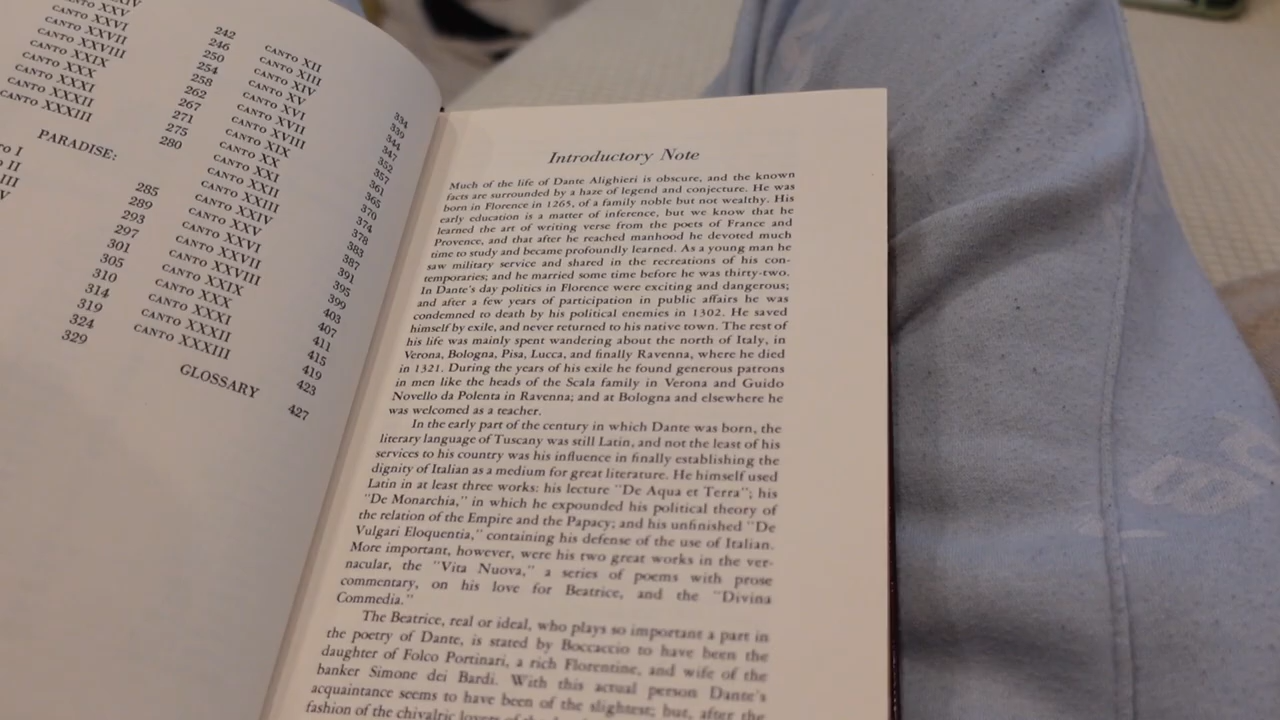 XXIV 242
CANTO XXV 246
CANTO XXVI 250
CANTO XXVII 254
CANTO XXVIII 258
CANTO XXIX 262
CANTO XXX 267
CANTO XXXI 271
CANTO XXXII 275
CANTO XXXIII 280
PARADISE:
I 285
II 289
III 293
297
301
305
310
314
319
324
329
CANTO XII 334
CANTO XIII 339
CANTO XIV 344
CANTO XV 347
CANTO XVI 352
CANTO XVII 357
CANTO XVIII 361
CANTO XIX 365
CANTO XX 370
CANTO XXI 374
CANTO XXII 378
CANTO XXIII 383
CANTO XXIV 387
CANTO XXV 391
CANTO XXVI 395
CANTO XXVII 399
CANTO XXVIII 403
CANTO XXIX 407
CANTO XXX 411
CANTO XXXI 415
CANTO XXXII 419
CANTO XXXIII 423
GLOSSARY 427
Introductory Note
Much of the life of Dante Alighieri is obscure, and the known
facts are surrounded by a haze of legend and conjecture. He was
born in Florence in 1265, of a family noble but not wealthy. His
early education is a matter of inference, but we know that he
learned the art of writing verse from the poets of France and
Provence, and that after he reached manhood he devoted much
time to study and became profoundly learned. As a young man he
saw military service and shared in the recreations of his con-
temporaries; and he married some time before he was thirty-two.
In Dante's day politics in Florence were exciting and dangerous;
and after a few years of participation in public affairs he was
condemned to death by his political enemies in 1302. He saved
himself by exile, and never returned to his native town. The rest of
his life was mainly spent wandering about the north of Italy, in
Verona, Bologna, Pisa, Lucca, and finally Ravenna, where he died
in 1321. During the years of his exile he found generous patrons
in men like the heads of the Scala family in Verona and Guido
Novello da Polenta in Ravenna; and at Bologna and elsewhere he
was welcomed as a teacher.
In the early part of the century in which Dante was born, the
literary language of Tuscany was still Latin, and not the least of his
services to his country was his influence in finally establishing the
dignity of Italian as a medium for great literature. He himself used
Latin in at least three works: his lecture "De Aqua et Terra"; his
"De Monarchia," in which he expounded his political theory of
the relation of the Empire and the Papacy; and his unfinished "De
Vulgari Eloquentia," containing his defense of the use of Italian.
More important, however, were his two great works in the ver-
nacular, the "Vita Nuova," a series of poems with prose
commentary, on his love for Beatrice, and the "Divina
Commedia."
The Beatrice, real or ideal, who plays so important a part in
the poetry of Dante, is stated by Boccaccio to have been the
daughter of Folco Portinari, a rich Florentine, and wife of the
banker Simone dei Bardi. With this actual person Dante's
acquaintance seems to have been of the slightest; but, after the
fashion of the chivalric lovers of the